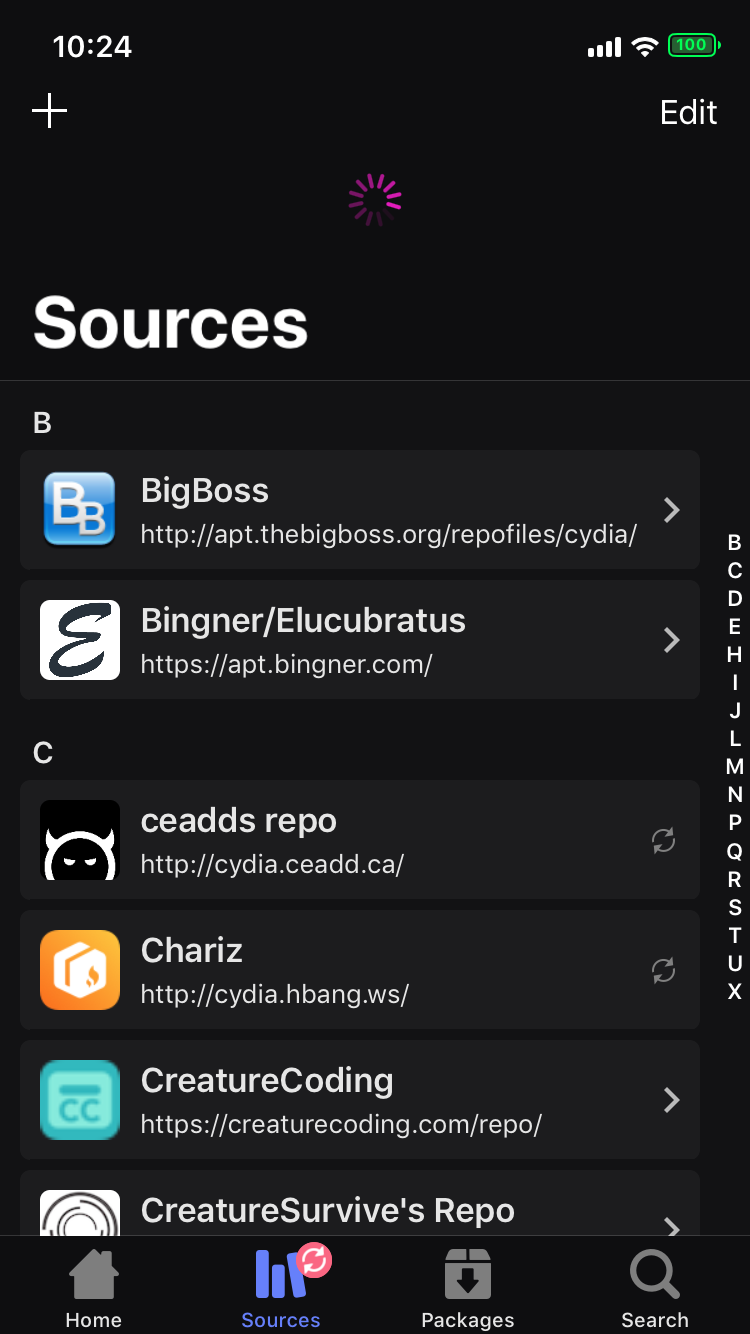 10:24
100
Edit
Sources
B
BB
BigBoss
http://apt.thebigboss.org/repofiles/cydia/
E
Bingner/Elucubratus
https://apt.bingner.com/
C
ceadds repo
http://cydia.ceadd.ca/
Chariz
http://cydia.hbang.ws/
CC
CreatureCoding
https://creaturecoding.com/repo/
CreatureSurvive's Repo
B
C
D
E
H
I
J
L
M
N
P
Q
R
S
T
U
X
Home
Sources
Packages
Search